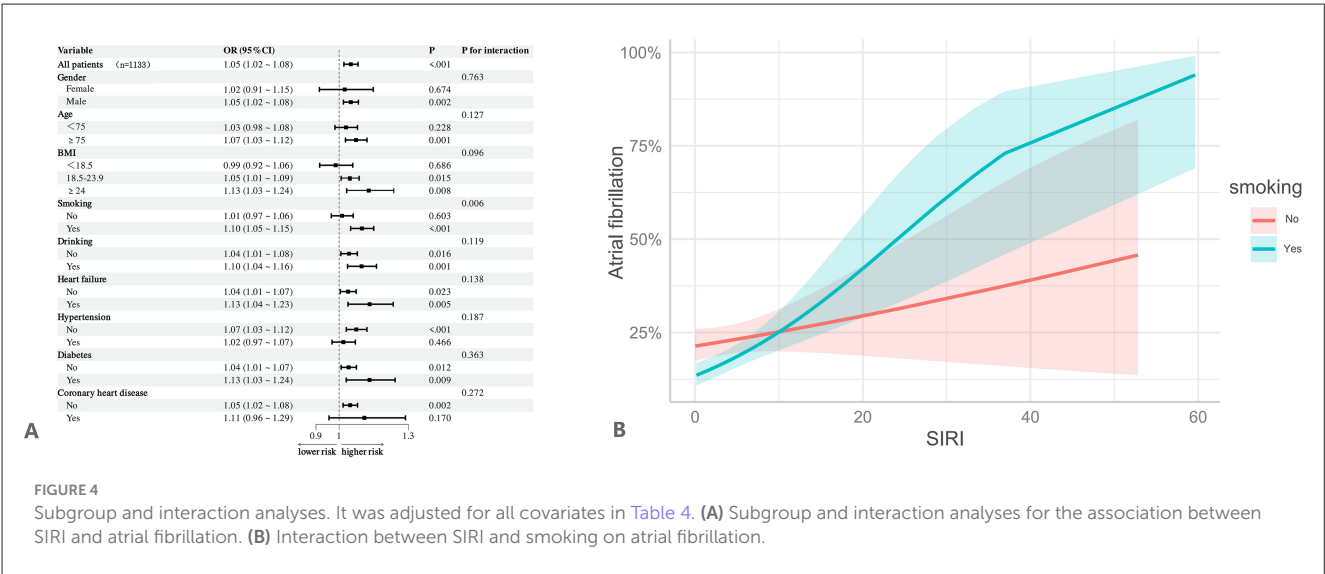 Variable OR (95%CI) P P for interaction
All patients (n=1133) 1.05 (1.02 ~ 1.08) <.001
Gender 0.763
Female 1.02 (0.91 ~ 1.15) 0.674
Male 1.05 (1.02 ~ 1.08) 0.002
Age 0.127
<75 1.03 (0.98 ~ 1.08) 0.228
≥ 75 1.07 (1.03 ~ 1.12) 0.001
BMI 0.096
<18.5 0.99 (0.92 ~ 1.06) 0.686
18.5-23.9 1.05 (1.01 ~ 1.09) 0.015
≥ 24 1.13 (1.03 ~ 1.24) 0.008
Smoking 0.006
No 1.01 (0.97 ~ 1.06) 0.603
Yes 1.10 (1.05 ~ 1.15) <.001
Drinking 0.119
No 1.04 (1.01 ~ 1.08) 0.016
Yes 1.10 (1.04 ~ 1.16) 0.001
Heart failure 0.138
No 1.04 (1.01 ~ 1.07) 0.023
Yes 1.13 (1.04 ~ 1.23) 0.005
Hypertension 0.187
No 1.07 (1.03 ~ 1.12) <.001
Yes 1.02 (0.97 ~ 1.07) 0.466
Diabetes 0.363
No 1.04 (1.01 ~ 1.07) 0.012
Yes 1.13 (1.03 ~ 1.24) 0.009
Coronary heart disease 0.272
No 1.05 (1.02 ~ 1.08) 0.002
Yes 1.11 (0.96 ~ 1.29) 0.170
0.9 1 1.3
lower risk higher risk
A
100%
75%
50%
25%
Atrial fibrillation
0 20 40 60
SIRI
smoking
No
Yes
B
FIGURE 4
Subgroup and interaction analyses. It was adjusted for all covariates in Table 4. (A) Subgroup and interaction analyses for the association between
SIRI and atrial fibrillation. (B) Interaction between SIRI and smoking on atrial fibrillation.